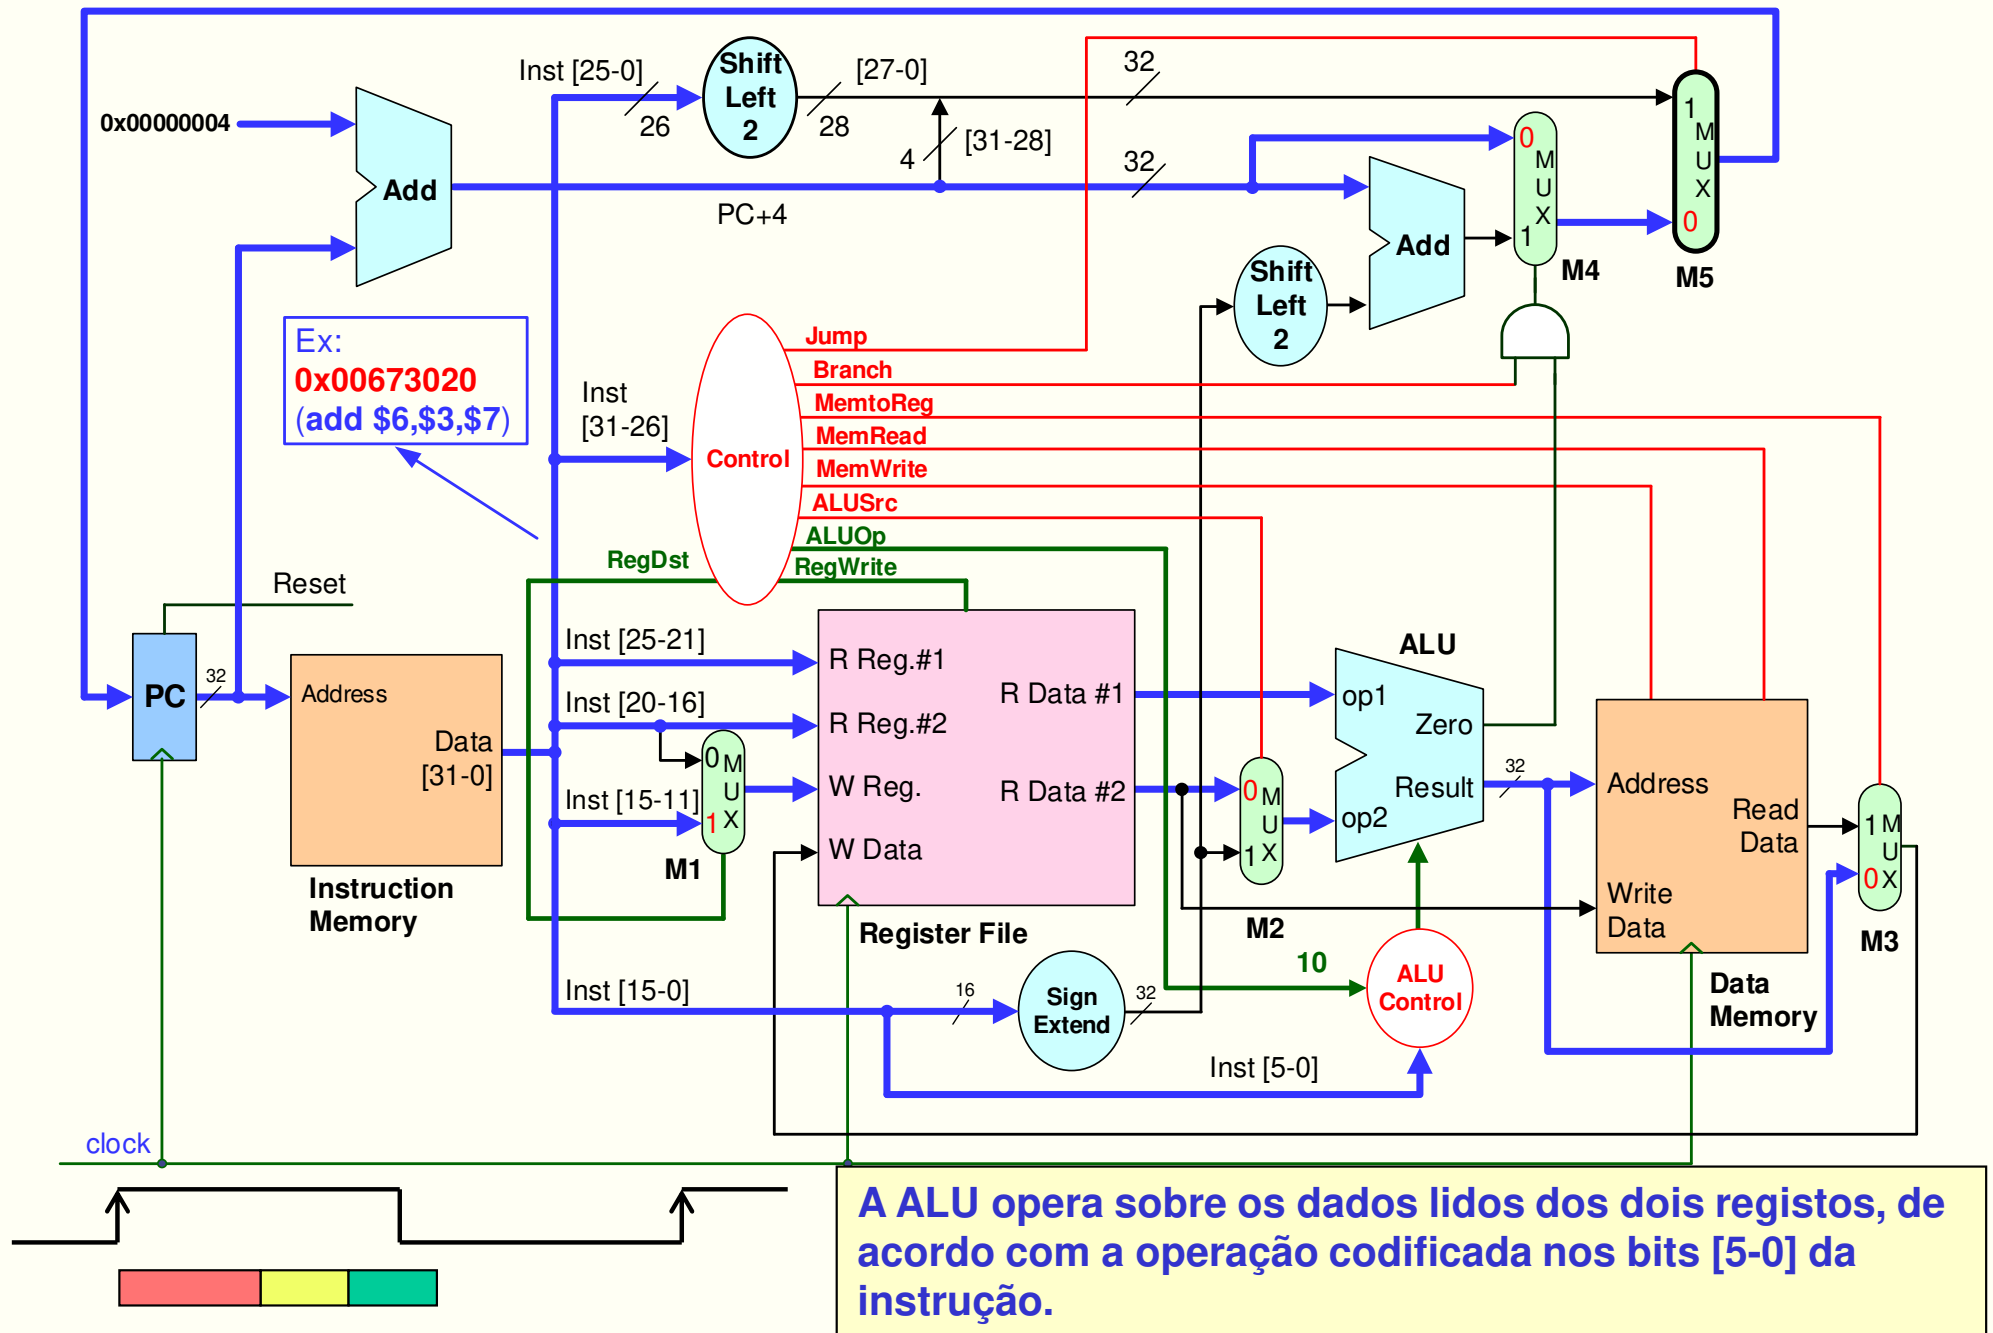 Inst [25-0]
26
Shift
Left
2
[27-0]
28
32
0x00000004
Add
4
[31-28]
32
PC+4
0
M
U
X
1
M4
1
M
U
X
0
M5
Add
Shift
Left
2
Ex:
0x00673020
(add $6,$3,$7)
Inst
[31-26]
Control
Jump
Branch
MemtoReg
MemRead
MemWrite
ALUSrc
ALUOp
RegDst
RegWrite
Reset
PC
32
Address
Data
[31-0]
Instruction
Memory
Inst [25-21]
Inst [20-16]
Inst [15-11]
0
M
U
1 X
M1
R Reg.#1
R Reg.#2
W Reg.
W Data
R Data #1
R Data #2
Register File
0
M
U
1 X
M2
ALU
op1
Zero
Result
op2
32
Address
Read
Data
Write
Data
Data
Memory
1 M
U
0 X
M3
10
ALU
Control
Inst [15-0]
16
Sign
Extend
32
Inst [5-0]
clock
A ALU opera sobre os dados lidos dos dois registos, de
acordo com a operação codificada nos bits [5-0] da
instrução.